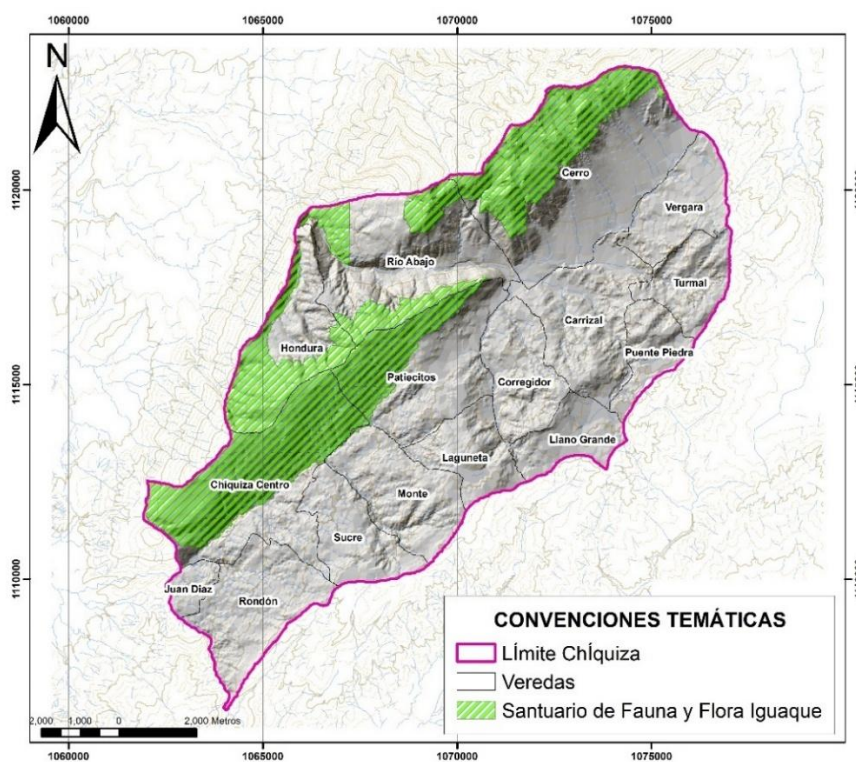 1060000 1065000 1070000 1075000
N
1120000
1115000
1110000
Cerro
Vergara
Rio Abajo
Turmal
Carrizal
Hondura
Puente Piedra
Patiecitos
Corregidor
Llano Grande
Laguneta
Chiquiza Centro
Monte
Sucre
Juan Diaz
Rondón
CONVENCIONES TEMÁTICAS
LÍmite ChÍquiza
Veredas
Santuario de Fauna y Flora Iguaque
2,000 1,000 0 2,000 Metros
1060000 1065000 1070000 1075000